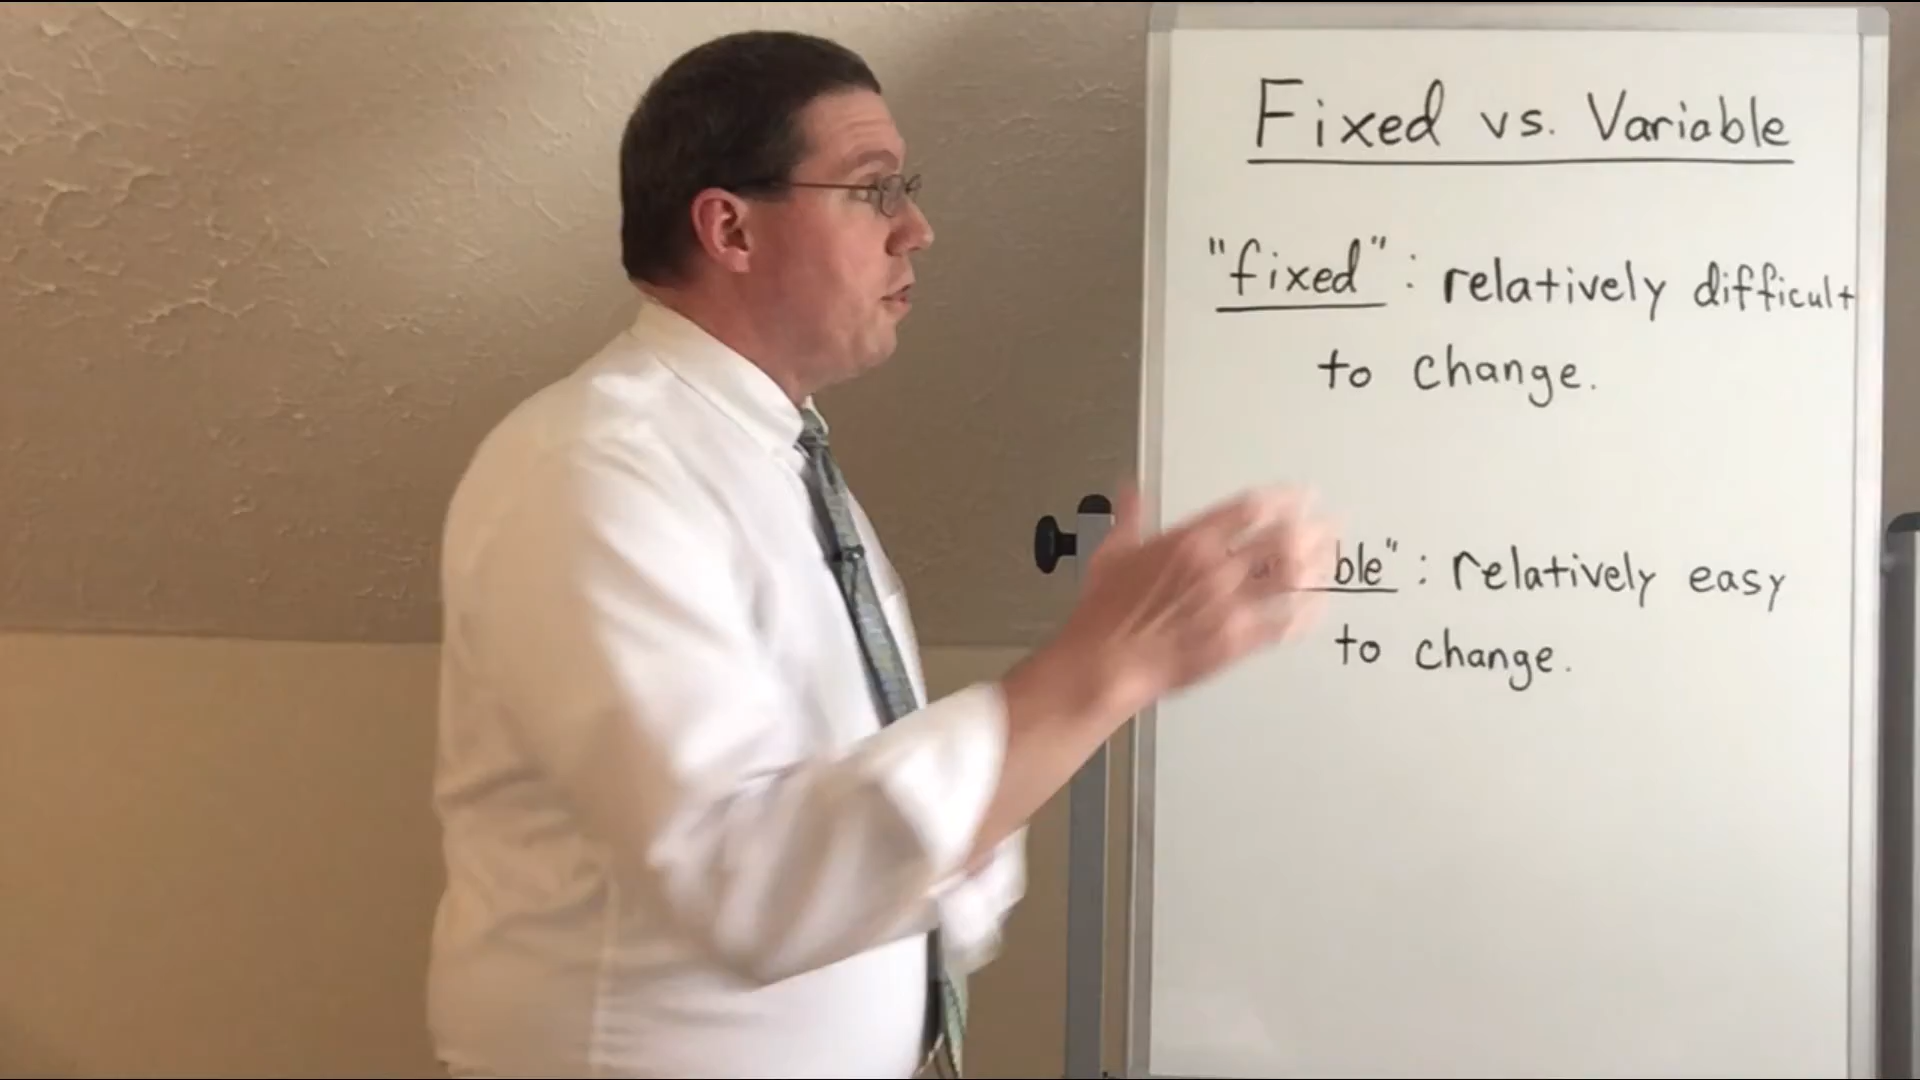 Fixed vs. Variable
"fixed" : relatively difficult
to change.
ble" : relatively easy
to change.